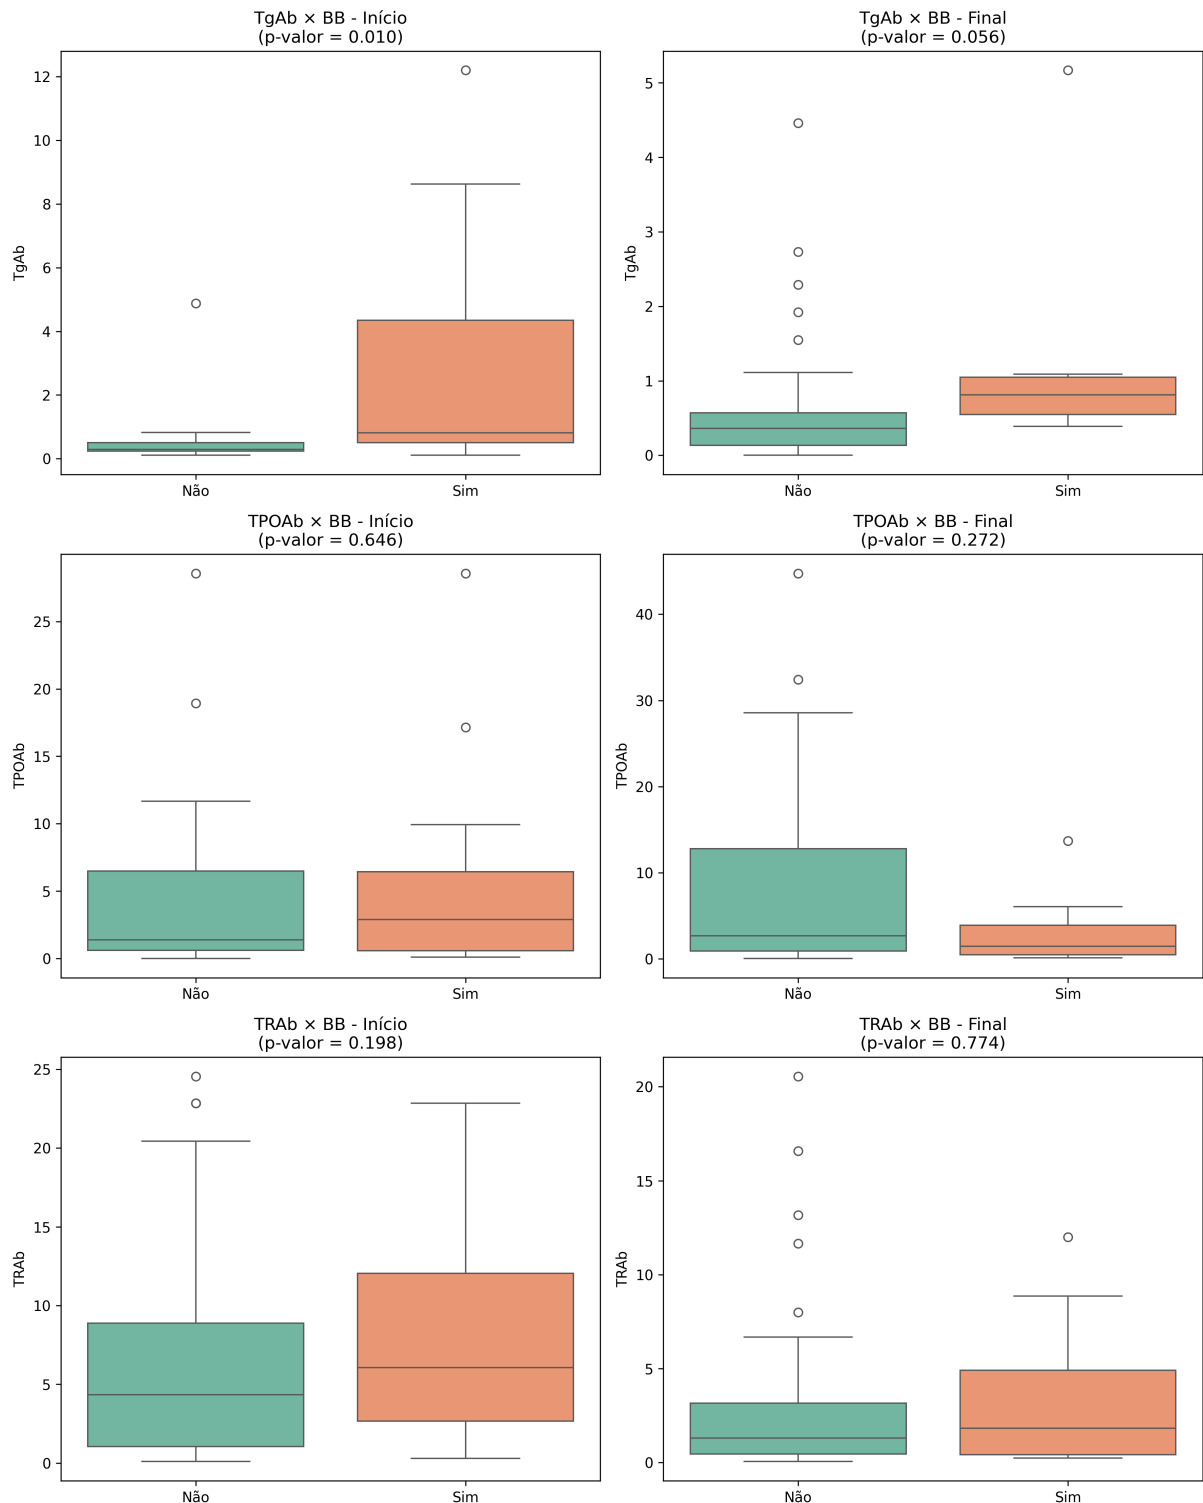 TgAb × BB - Início
(p-valor = 0.010)
TgAb
12
10
8
6
4
2
0
Não
Sim
TgAb × BB - Final
(p-valor = 0.056)
TgAb
5
4
3
2
1
0
Não
Sim
TPOAb × BB - Início
(p-valor = 0.646)
TPOAb
25
20
15
10
5
0
Não
Sim
TPOAb × BB - Final
(p-valor = 0.272)
TPOAb
40
30
20
10
0
Não
Sim
TRAb × BB - Início
(p-valor = 0.198)
TRAb
25
20
15
10
5
0
Não
Sim
TRAb × BB - Final
(p-valor = 0.774)
TRAb
20
15
10
5
0
Não
Sim